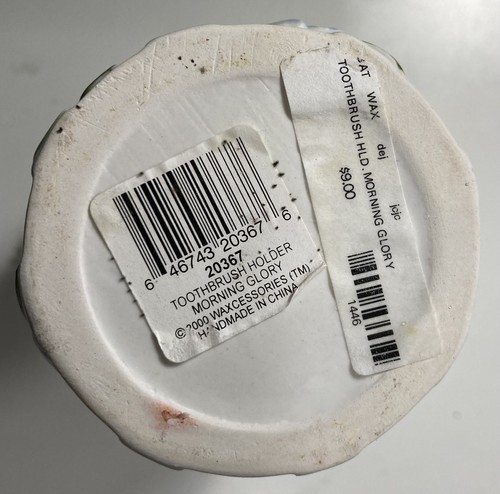 6 46743 20367 6
20367
TOOTHBRUSH HOLDER
MORNING GLORY
© 2000 WAXCESSORIES (TM)
HANDMADE IN CHINA
WAX dej jcjc
TOOTHBRUSH HLD.MORNING GLORY
$9.00
1446